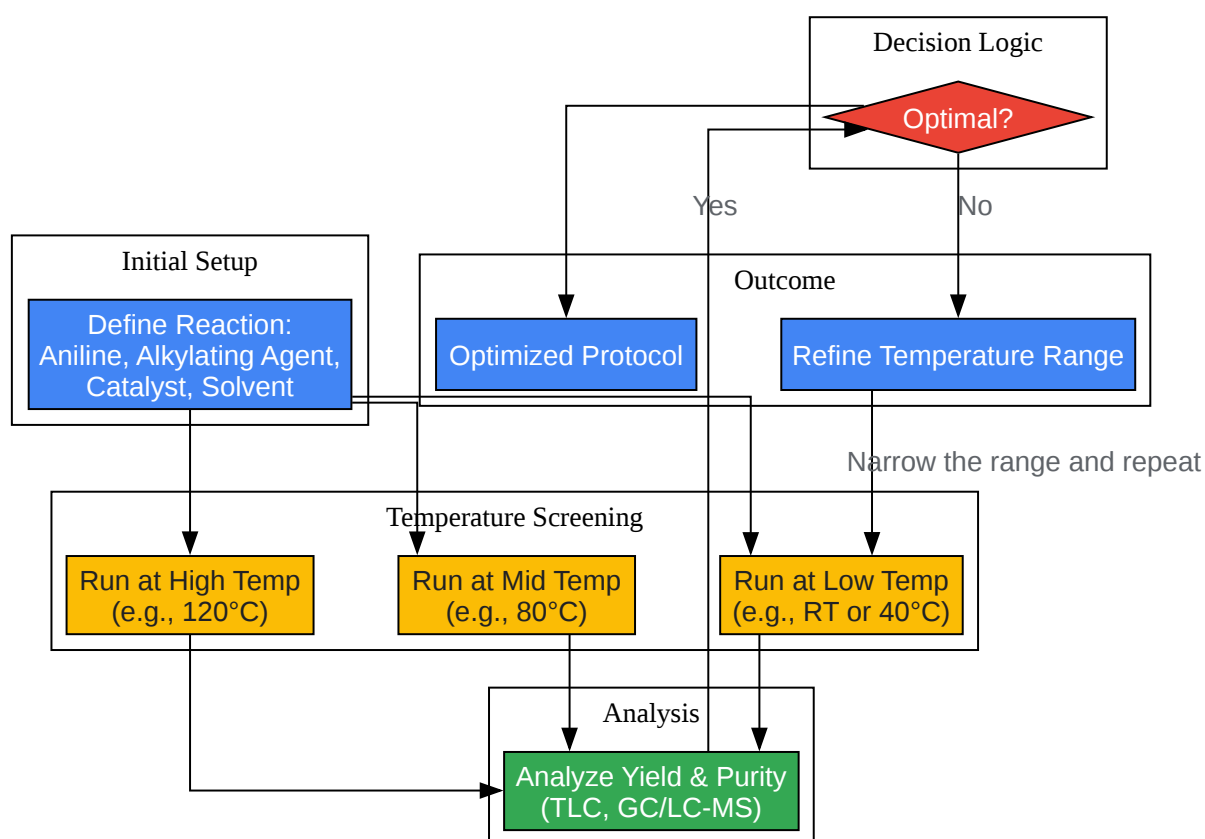 Decision Logic
Optimal?
Yes
No
Initial Setup
Define Reaction:
Aniline, Alkylating Agent,
Catalyst, Solvent
Outcome
Optimized Protocol
Refine Temperature Range
Narrow the range and repeat
Temperature Screening
Run at High Temp
(e.g., 120°C)
Run at Mid Temp
(e.g., 80°C)
Run at Low Temp
(e.g., RT or 40°C)
Analysis
Analyze Yield & Purity
(TLC, GC/LC-MS)